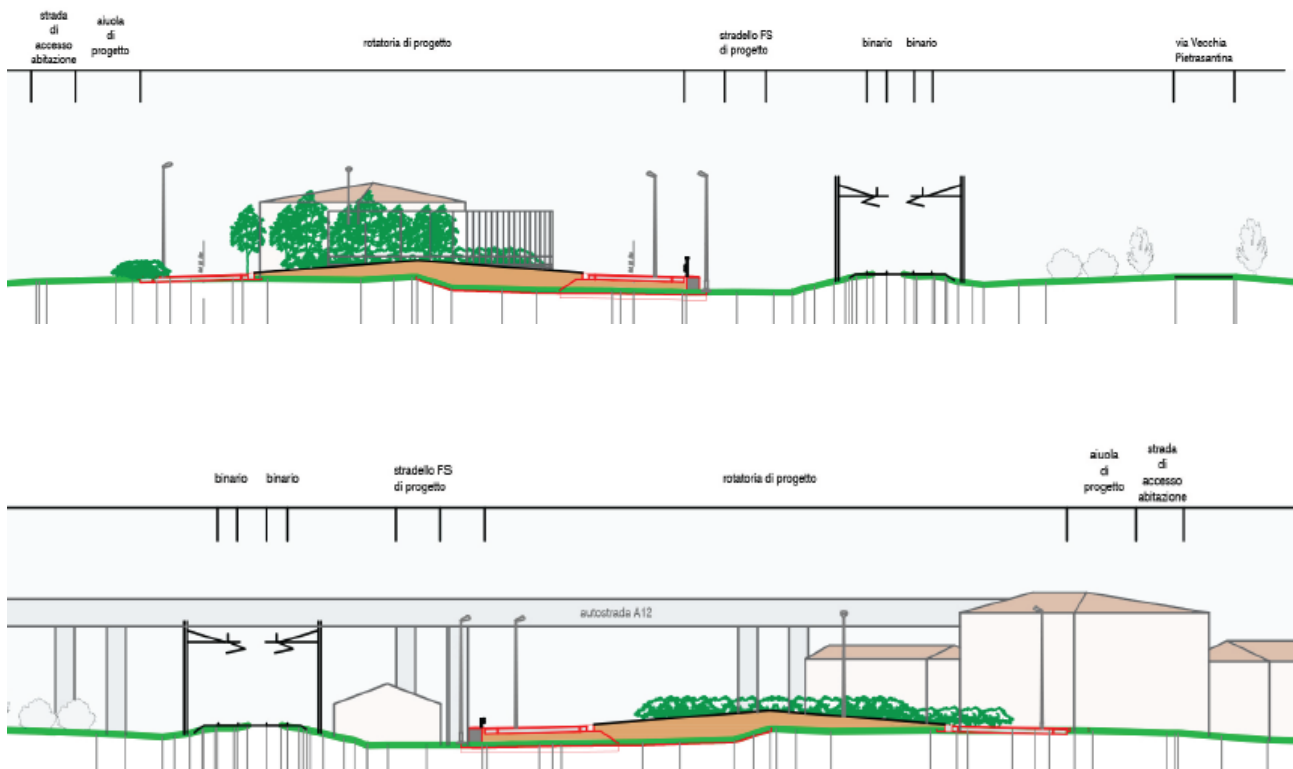 strada
di
accesso
abitazione
aiuola
di
progetto
rotatoria di progetto
stradello FS
di progetto
binario
binario
via Vecchia
Pietrasantina
binario
binario
stradello FS
di progetto
rotatoria di progetto
aiuola
di
progetto
strada
di
accesso
abitazione
autostrada A12